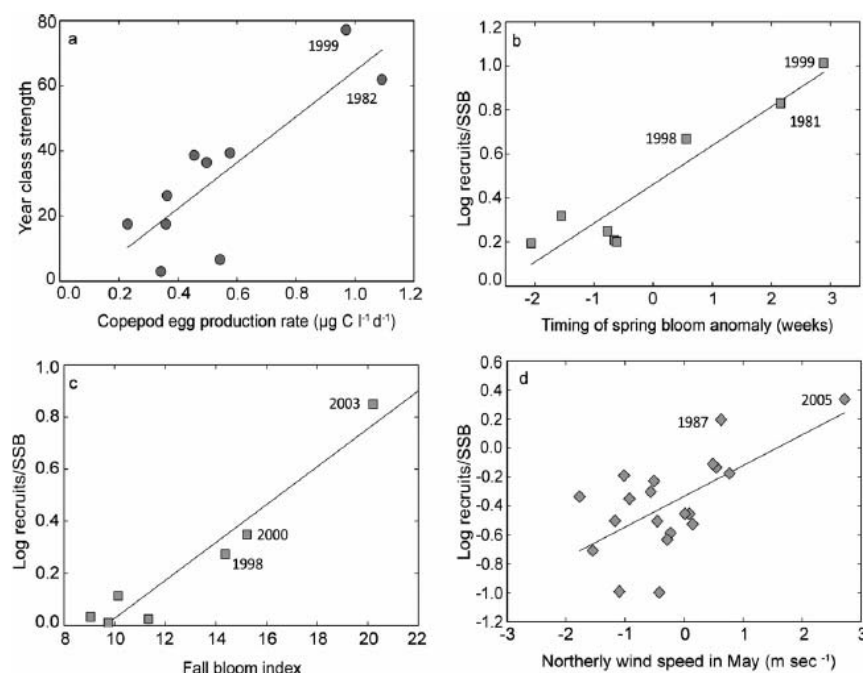 a
80
60
40
20
0
1999
1982
Year class strength
0.0 0.2 0.4 0.6 0.8 1.0 1.2
Copepod egg production rate (µg C l⁻¹ d⁻¹)
b
1.0
0.8
0.6
0.4
0.2
0.0
1999
1981
1998
Log recruits/SSB
-2 -1 0 1 2 3
Timing of spring bloom anomaly (weeks)
c
1.0
0.8
0.6
0.4
0.2
0.0
2003
2000
1998
Log recruits/SSB
8 10 12 14 16 18 20 22
Fall bloom index
d
0.6
0.4
0.2
0.0
-0.2
-0.4
-0.6
-0.8
-1.0
-1.2
2005
1987
Log recruits/SSB
-3 -2 -1 0 1 2 3
Northerly wind speed in May (m sec ⁻¹)